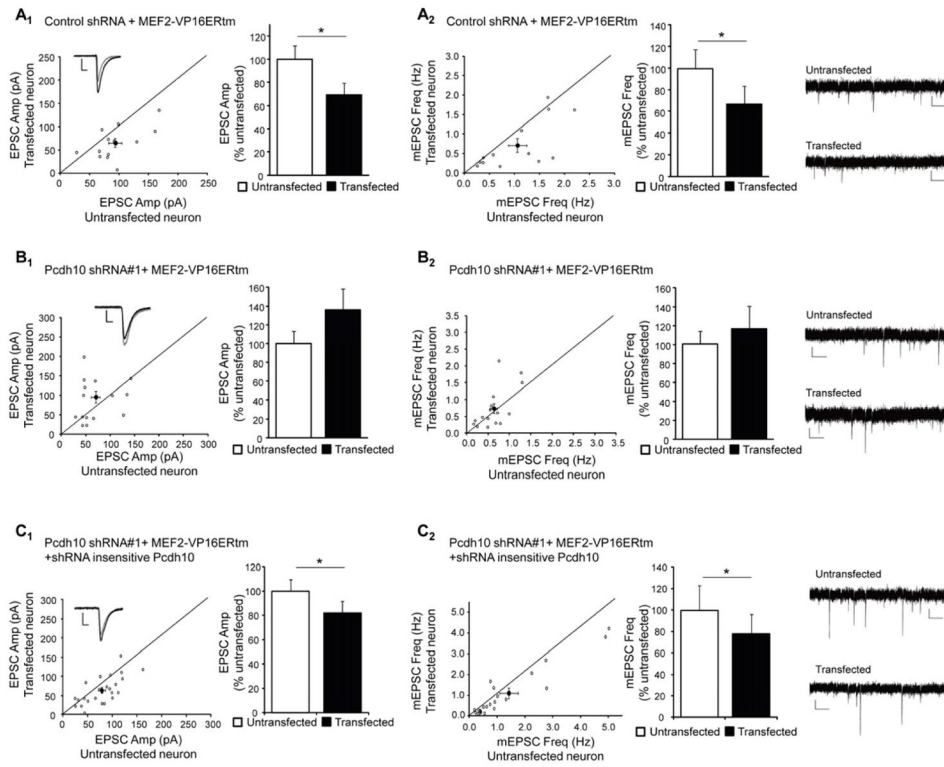 A1 Control shRNA + MEF2-VP16ERtm
EPSC Amp (pA)
Transfected neuron
250
200
150
100
50
0
0 50 100 150 200 250
EPSC Amp (pA)
Untransfected neuron
EPSC Amp
(% untransfected)
120
100
80
60
40
20
0
*
Untransfected Transfected
A2 Control shRNA + MEF2-VP16ERtm
mEPSC Freq (Hz)
Transfected neuron
3.0
2.5
2.0
1.5
1.0
0.5
0
0 0.5 1.0 1.5 2.0 2.5 3.0
mEPSC Freq (Hz)
Untransfected neuron
mEPSC Freq
(% untransfected)
140
120
100
80
60
40
20
0
*
Untransfected Transfected
Untransfected
Transfected
B1 Pcdh10 shRNA#1+ MEF2-VP16ERtm
EPSC Amp (pA)
Transfected neuron
300
250
200
150
100
50
0
0 50 100 150 200 250 300
EPSC Amp (pA)
Untransfected neuron
EPSC Amp
(% untransfected)
160
140
120
100
80
60
40
20
0
Untransfected Transfected
B2 Pcdh10 shRNA#1+ MEF2-VP16ERtm
mEPSC Freq (Hz)
Transfected neuron
3.5
3.0
2.5
2.0
1.5
1.0
0.5
0
0 0.5 1.0 1.5 2.0 2.5 3.0 3.5
mEPSC Freq (Hz)
Untransfected neuron
mEPSC Freq
(% untransfected)
160
140
120
100
80
60
40
20
0
Untransfected Transfected
Untransfected
Transfected
C1 Pcdh10 shRNA#1+ MEF2-VP16ERtm
+shRNA insensitive Pcdh10
EPSC Amp (pA)
Transfected neuron
300
250
200
150
100
50
0
0 50 100 150 200 250 300
EPSC Amp (pA)
Untransfected neuron
EPSC Amp
(% untransfected)
120
100
80
60
40
20
0
*
Untransfected Transfected
C2 Pcdh10 shRNA#1+ MEF2-VP16ERtm
+shRNA insensitive Pcdh10
mEPSC Freq (Hz)
Transfected neuron
5.0
4.0
3.0
2.0
1.0
0
0 1.0 2.0 3.0 4.0 5.0
mEPSC Freq (Hz)
Untransfected neuron
mEPSC Freq
(% untransfected)
140
120
100
80
60
40
20
0
*
Untransfected Transfected
Untransfected
Transfected